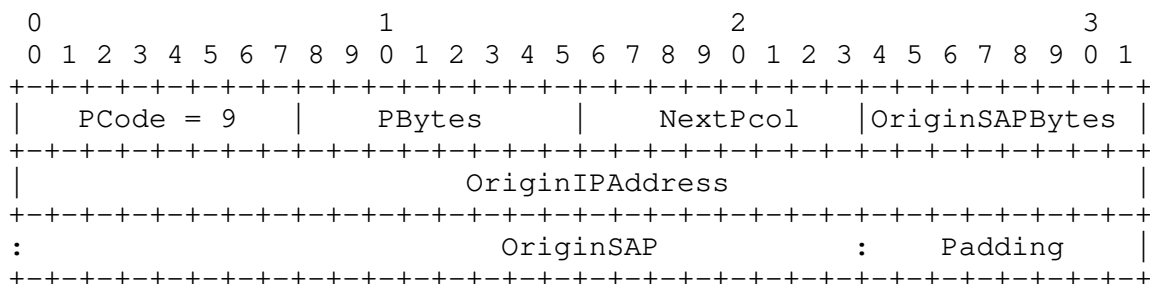 0                   1                   2                   3
 0 1 2 3 4 5 6 7 8 9 0 1 2 3 4 5 6 7 8 9 0 1 2 3 4 5 6 7 8 9 0 1
+-+-+-+-+-+-+-+-+-+-+-+-+-+-+-+-+-+-+-+-+-+-+-+-+-+-+-+-+-+-+-+-+
|   PCode = 9   |    PBytes     |    NextPcol   |OriginSAPBytes |
+-+-+-+-+-+-+-+-+-+-+-+-+-+-+-+-+-+-+-+-+-+-+-+-+-+-+-+-+-+-+-+-+
|                         OriginIPAddress                       |
+-+-+-+-+-+-+-+-+-+-+-+-+-+-+-+-+-+-+-+-+-+-+-+-+-+-+-+-+-+-+-+-+
:                           OriginSAP           :    Padding    |
+-+-+-+-+-+-+-+-+-+-+-+-+-+-+-+-+-+-+-+-+-+-+-+-+-+-+-+-+-+-+-+-+